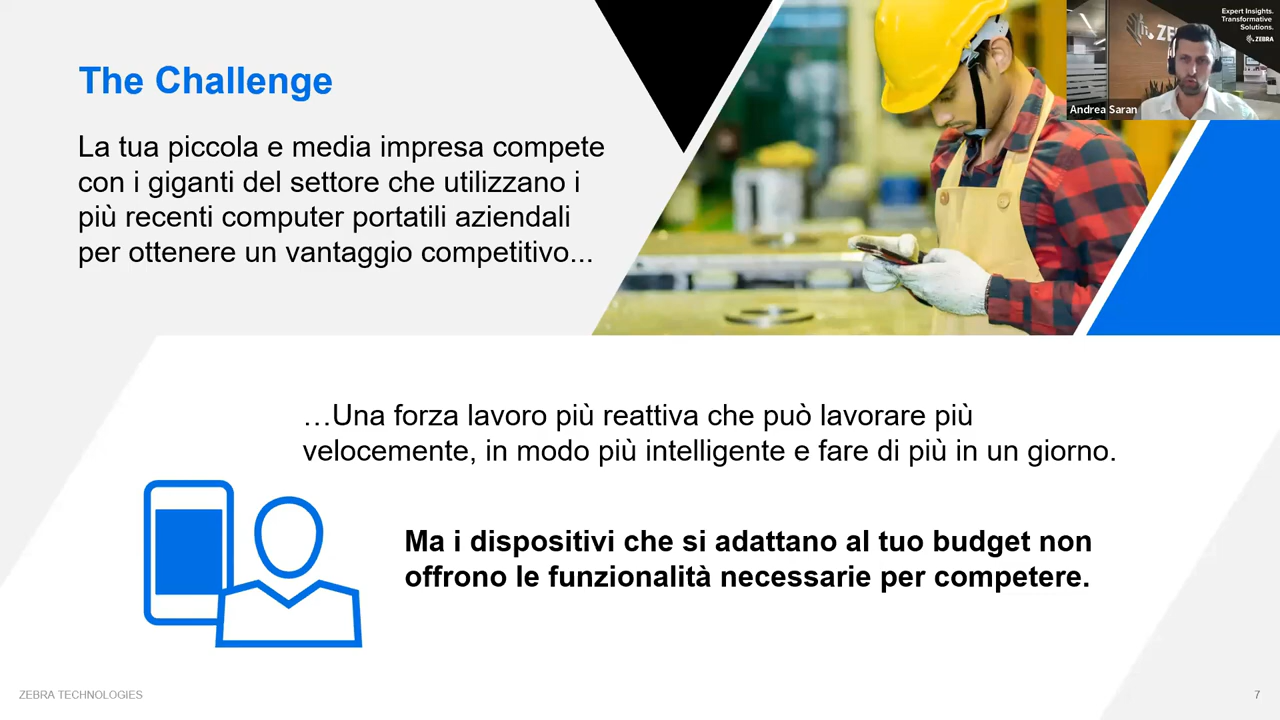 The Challenge
La tua piccola e media impresa compete
con i giganti del settore che utilizzano i
più recenti computer portatili aziendali
per ottenere un vantaggio competitivo...
Expert Insights.
Transformative
Solutions.
ZEBRA
Andrea Saran
…Una forza lavoro più reattiva che può lavorare più
velocemente, in modo più intelligente e fare di più in un giorno.
Ma i dispositivi che si adattano al tuo budget non
offrono le funzionalità necessarie per competere.
ZEBRA TECHNOLOGIES
7